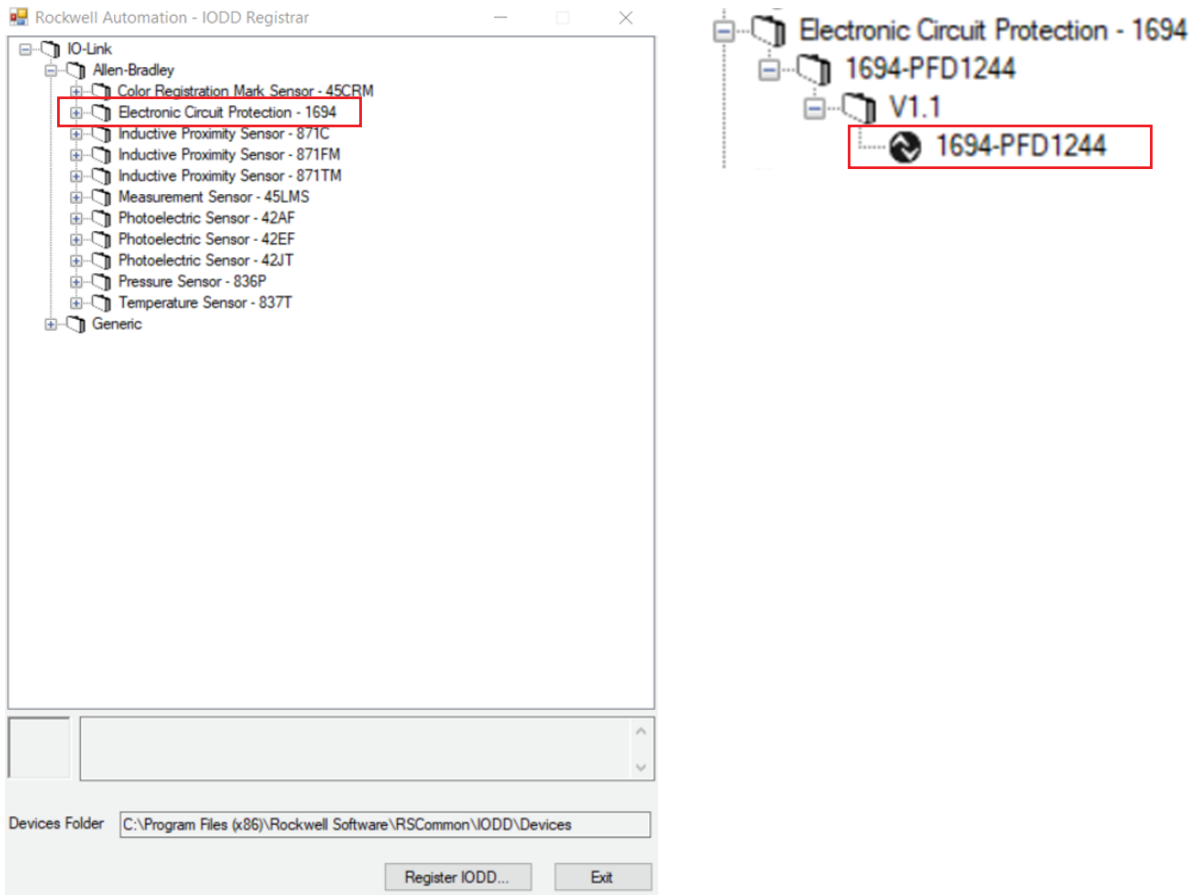 Rockwell Automation - IODD Registrar
IO-Link
Allen-Bradley
Color Registration Mark Sensor - 45CRM
Electronic Circuit Protection - 1694
Inductive Proximity Sensor - 871C
Inductive Proximity Sensor - 871FM
Inductive Proximity Sensor - 871TM
Measurement Sensor - 45LMS
Photoelectric Sensor - 42AF
Photoelectric Sensor - 42EF
Photoelectric Sensor - 42JT
Pressure Sensor - 836P
Temperature Sensor - 837T
Generic
Devices Folder
C:\Program Files (x86)\Rockwell Software\RSCommon\IODD\Devices
Register IODD...
Exit
Electronic Circuit Protection - 1694
1694-PFD1244
V1.1
1694-PFD1244